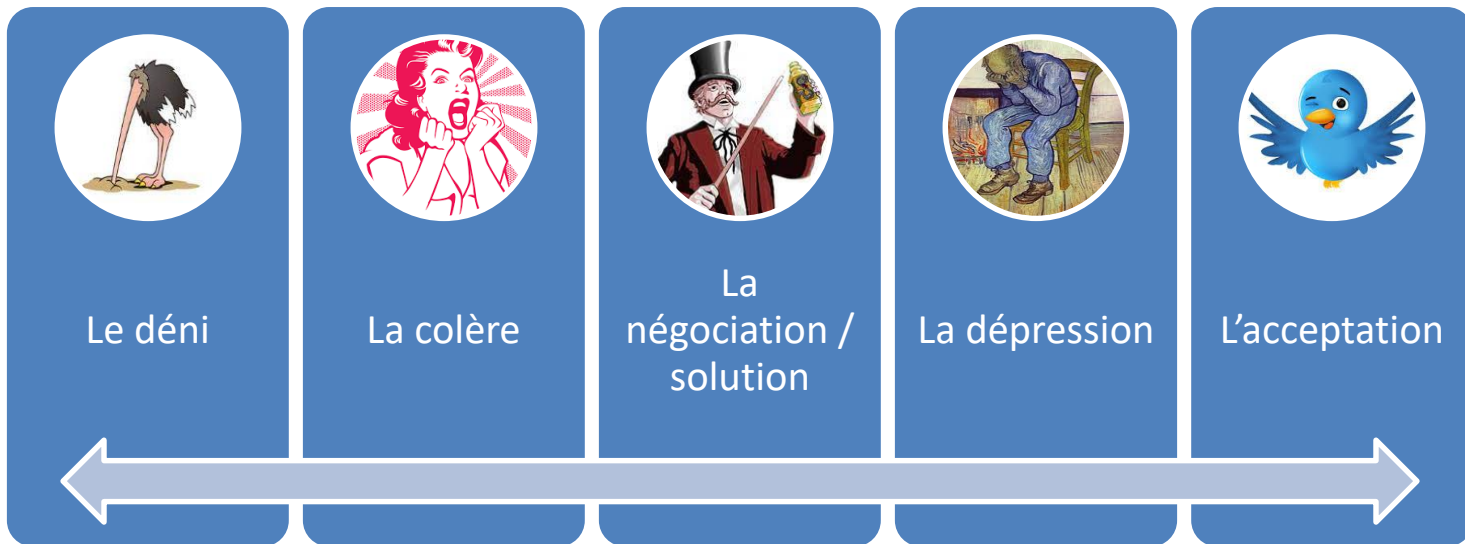 Le déni
La colère
La
négociation /
solution
La dépression
L’acceptation